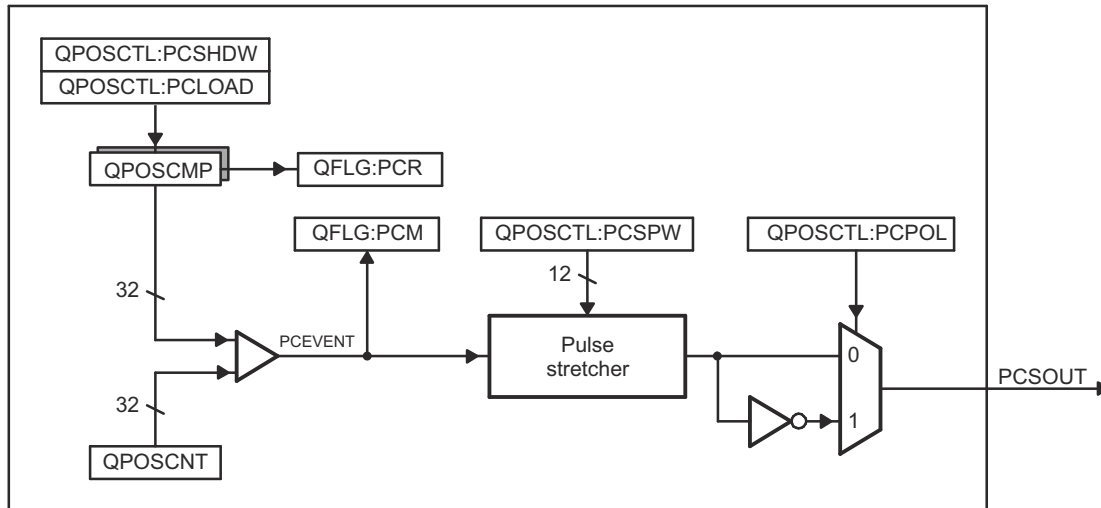 QPOSCTL:PCSHDW
QPOSCTL:PCLOAD
QPOSCMP
QFLG:PCR
QFLG:PCM
QPOSCTL:PCSPW
QPOSCTL:PCPOL
12
32
PCEVENT
Pulse
stretcher
0
PCSOUT
32
1
QPOSCNT